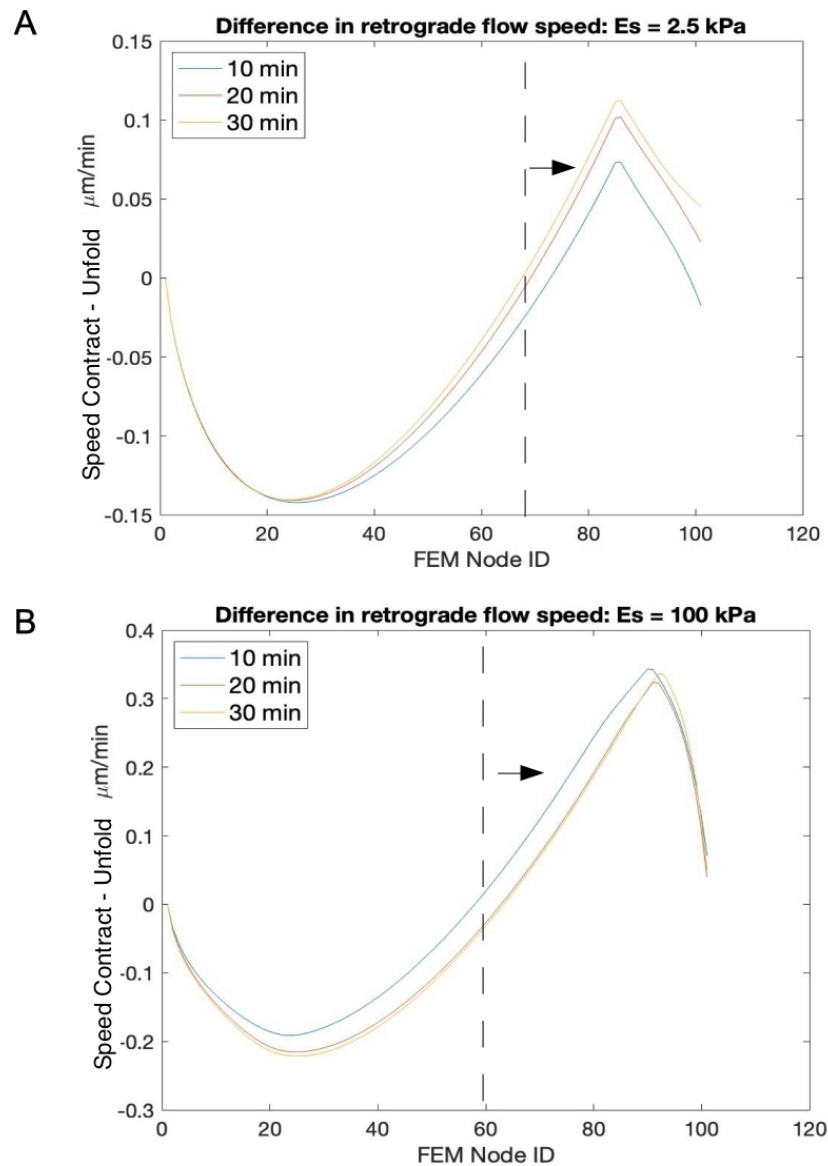 A
Difference in retrograde flow speed: Es = 2.5 kPa
0.15
0.1
0.05
0
-0.05
-0.1
-0.15
Speed Contract - Unfold μm/min
10 min
20 min
30 min
0 20 40 60 80 100 120
FEM Node ID
B
Difference in retrograde flow speed: Es = 100 kPa
0.4
0.3
0.2
0.1
0
-0.1
-0.2
-0.3
Speed Contract - Unfold μm/min
10 min
20 min
30 min
0 20 40 60 80 100 120
FEM Node ID